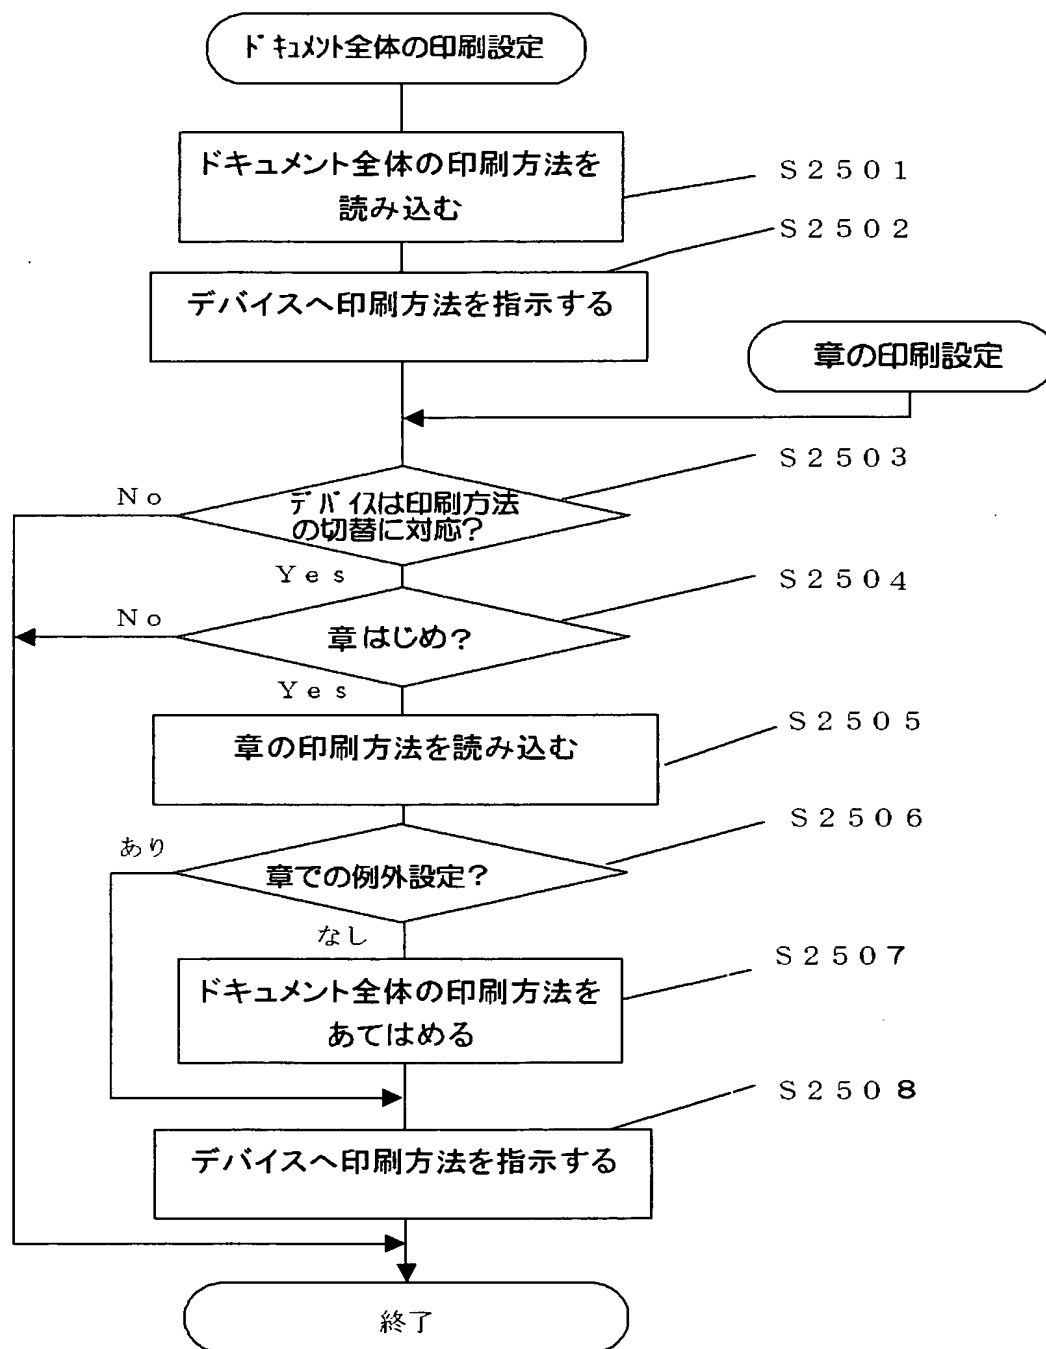 ドキュメント全体の印刷設定
ドキュメント全体の印刷方法を
読み込む
S2501
S2502
デバイスへ印刷方法を指示する
章の印刷設定
S2503
No
デバイスは印刷方法
の切替に対応?
Yes
S2504
No
章はじめ?
Yes
S2505
章の印刷方法を読み込む
S2506
あり
章での例外設定?
なし
S2507
ドキュメント全体の印刷方法を
あてはめる
S2508
デバイスへ印刷方法を指示する
終了